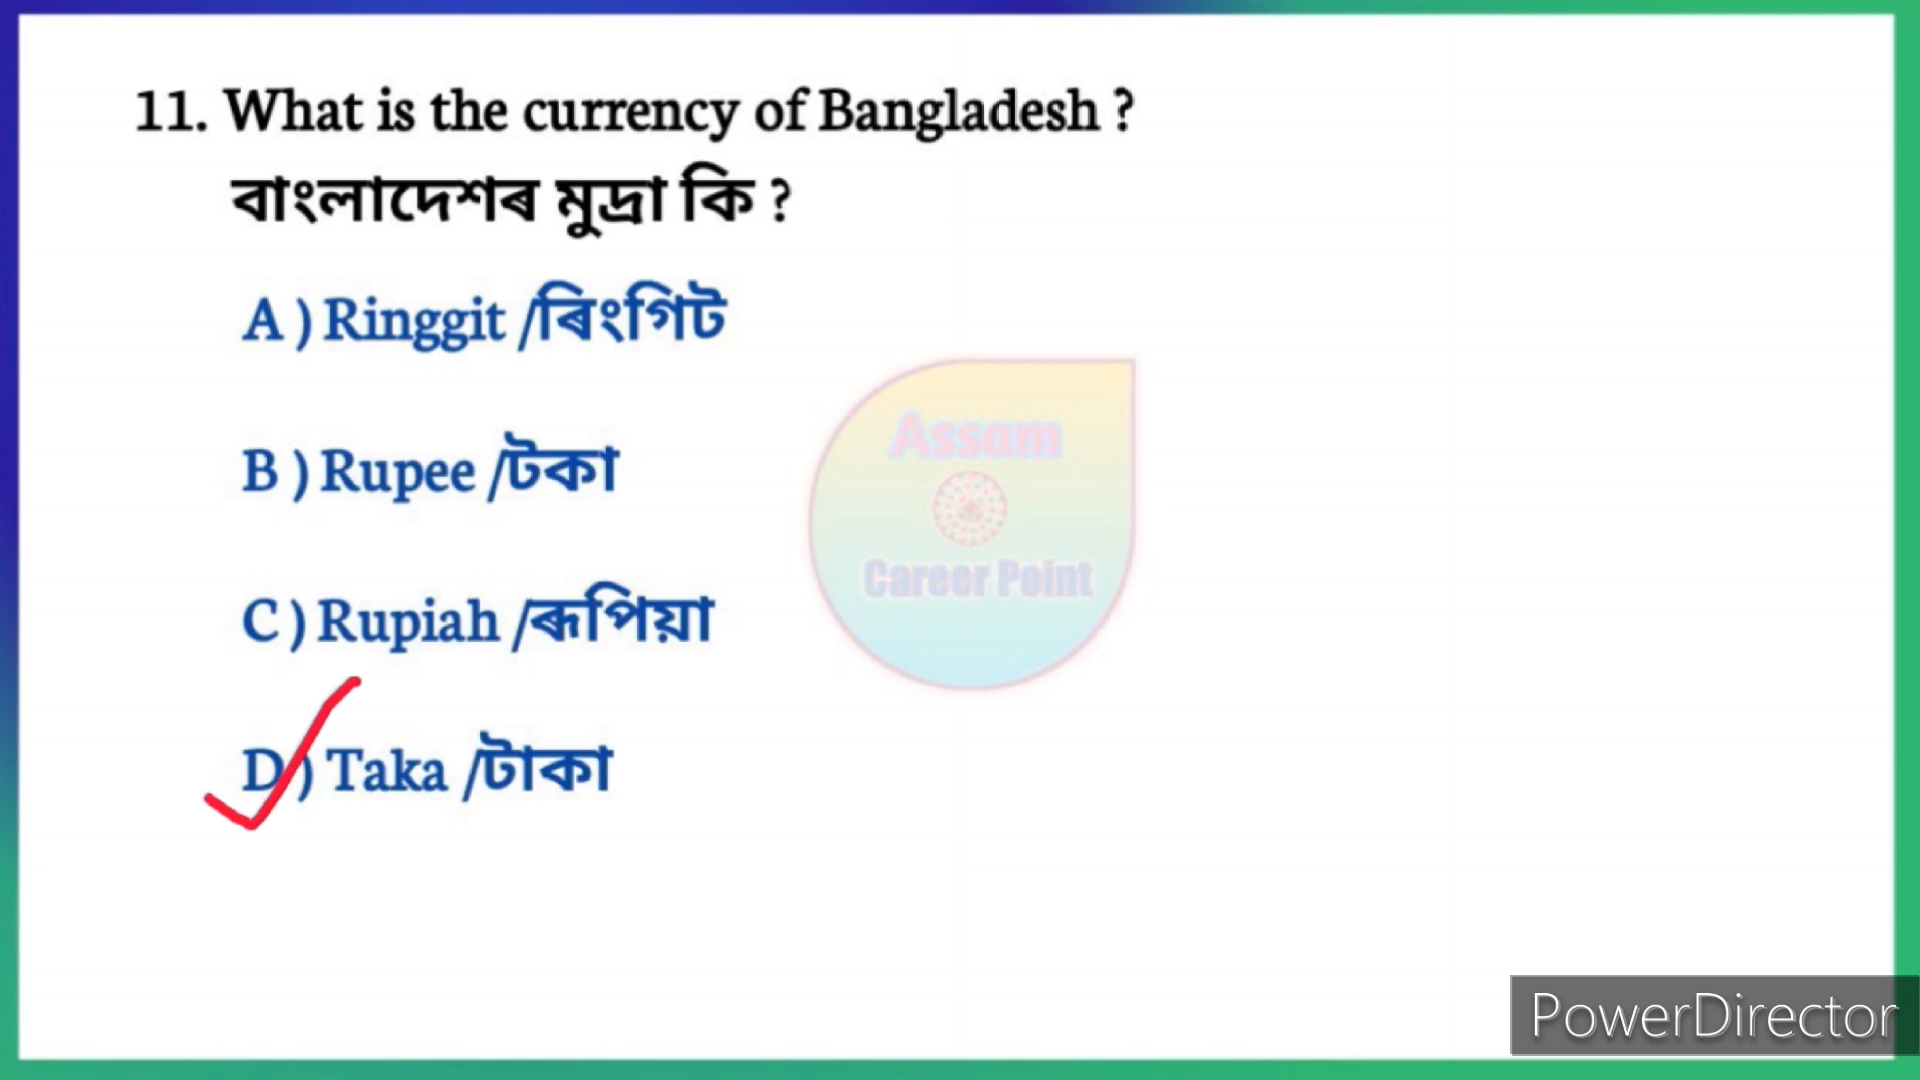 11. What is the currency of Bangladesh ?
বাংলাদেশৰ মুদ্ৰা কি ?
A ) Ringgit /ৰিংগিট
B ) Rupee /টকা
C ) Rupiah /ৰূপিয়া
D ) Taka /টাকা
Assam
Career Point
PowerDirector